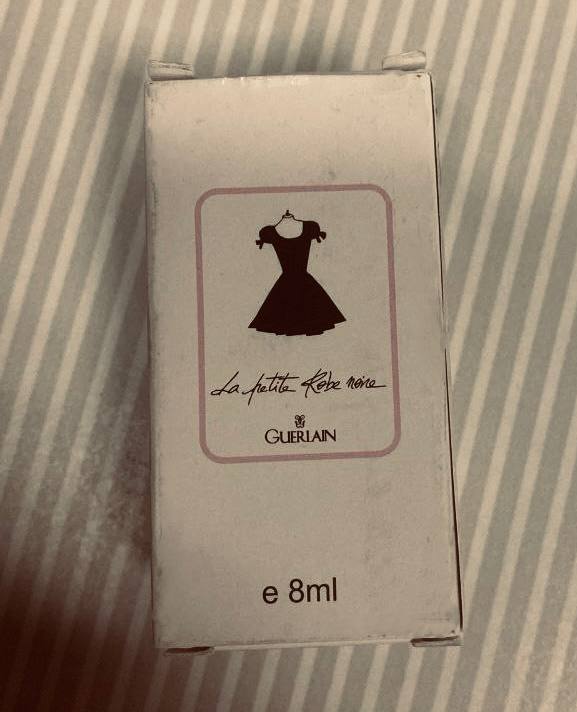 La petite Robe noire
GUERLAIN
e 8ml